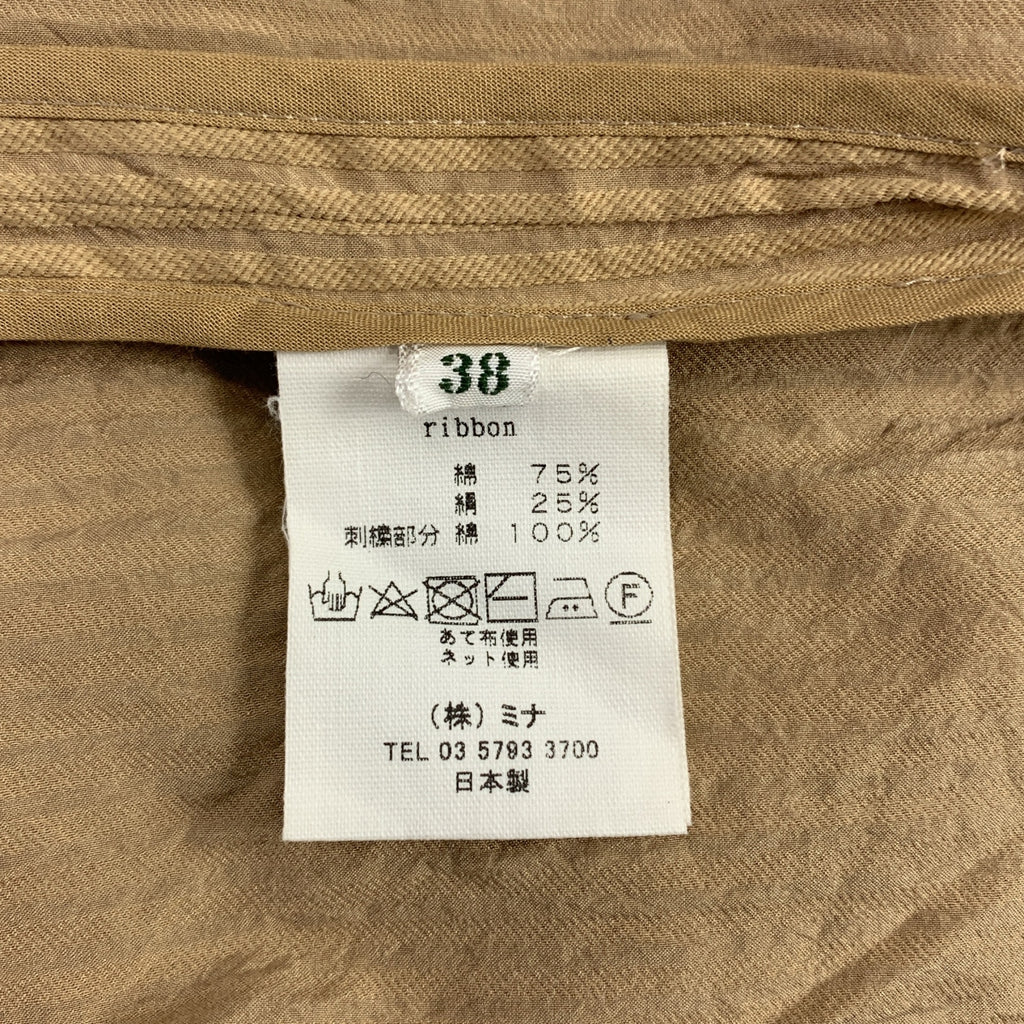 38
ribbon
綿 75%
絹 25%
刺繍部分 綿 100%
F
あて布使用
ネット使用
(株)ミナ
TEL 03 5793 3700
日本製